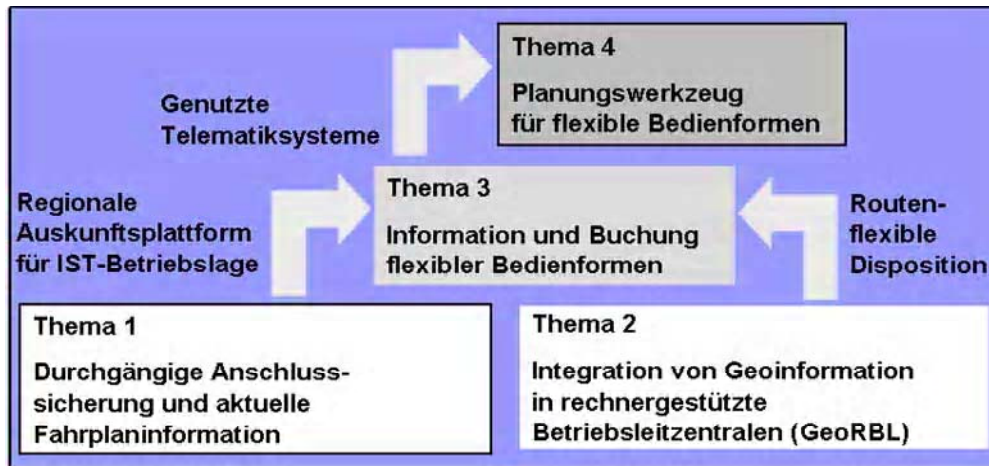 Thema 4
Planungswerkzeug
für flexible Bedienformen
Genutzte
Telematiksysteme
Thema 3
Information und Buchung
flexibler Bedienformen
Regionale
Auskunftsplattform
für IST-Betriebslage
Routen-
flexible
Disposition
Thema 1
Durchgängige Anschluss-
sicherung und aktuelle
Fahrplaninformation
Thema 2
Integration von Geoinformation
in rechnergestützte
Betriebsleitzentralen (GeoRBL)